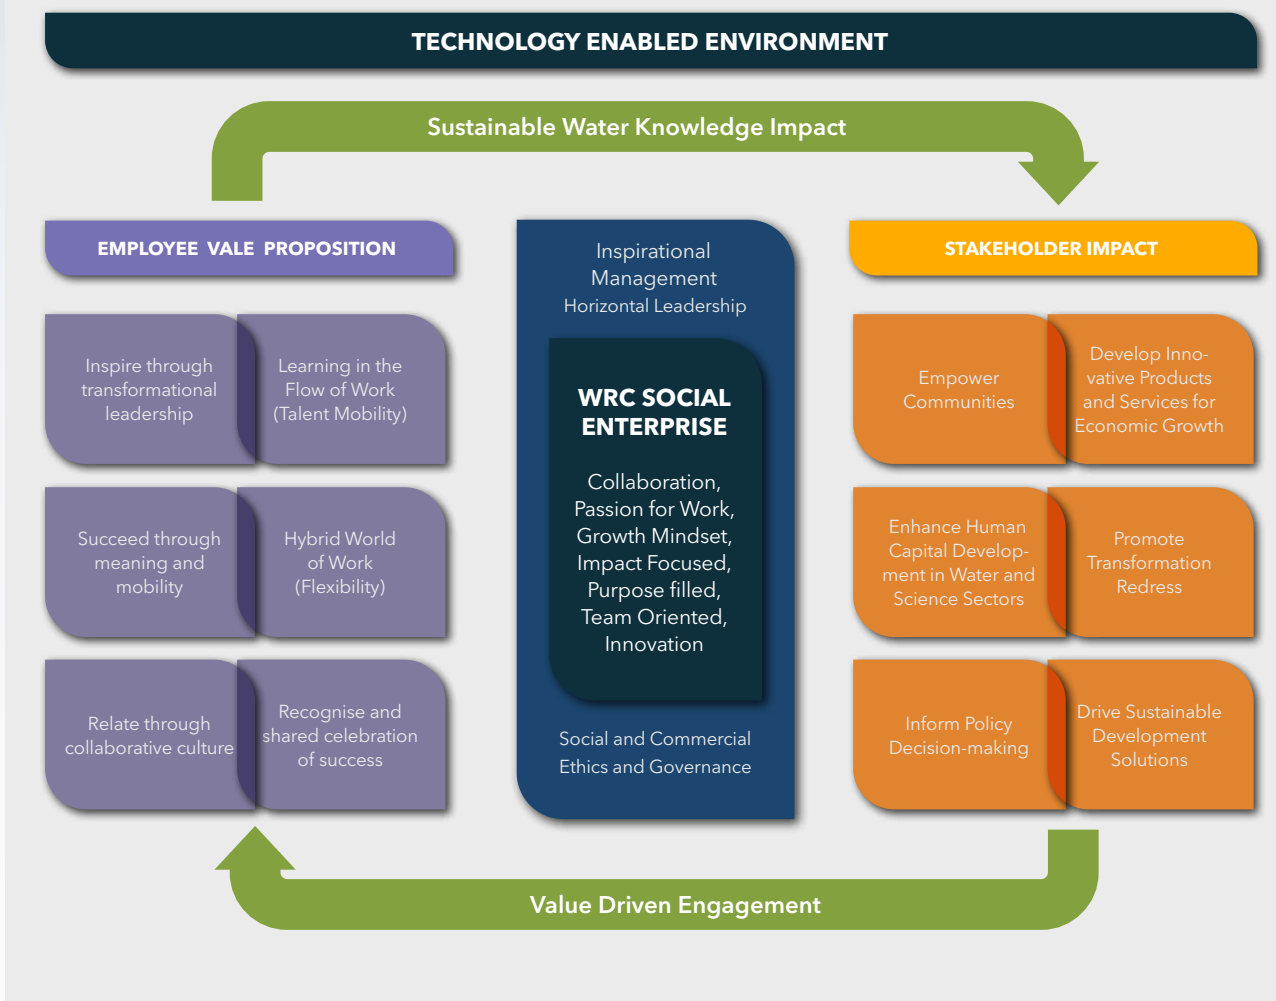 TECHNOLOGY ENABLED ENVIRONMENT
Sustainable Water Knowledge Impact
EMPLOYEE VALE PROPOSITION
Inspire through
transformational
leadership
Learning in the
Flow of Work
(Talent Mobility)
Succeed through
meaning and
mobility
Hybrid World
of Work
(Flexibility)
Relate through
collaborative culture
Recognise and
shared celebration
of success
Inspirational
Management
Horizontal Leadership
WRC SOCIAL
ENTERPRISE
Collaboration,
Passion for Work,
Growth Mindset,
Impact Focused,
Purpose filled,
Team Oriented,
Innovation
Social and Commercial
Ethics and Governance
STAKEHOLDER IMPACT
Empower
Communities
Develop Inno-
vative Products
and Services for
Economic Growth
Enhance Human
Capital Develop-
ment in Water and
Science Sectors
Promote
Transformation
Redress
Inform Policy
Decision-making
Drive Sustainable
Development
Solutions
Value Driven Engagement